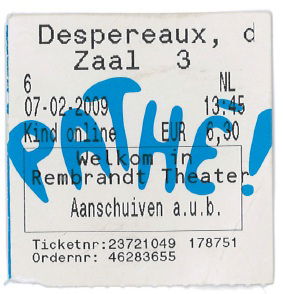 Despereaux, d
Zaal 3
6 NL
07-02-2009 13:45
Kind online EUR 6,30
PATHE!
Welkom in
Rembrandt Theater
Aanschuiven a.u.b.
Ticketnr:23721049 178751
Ordernr: 46283655